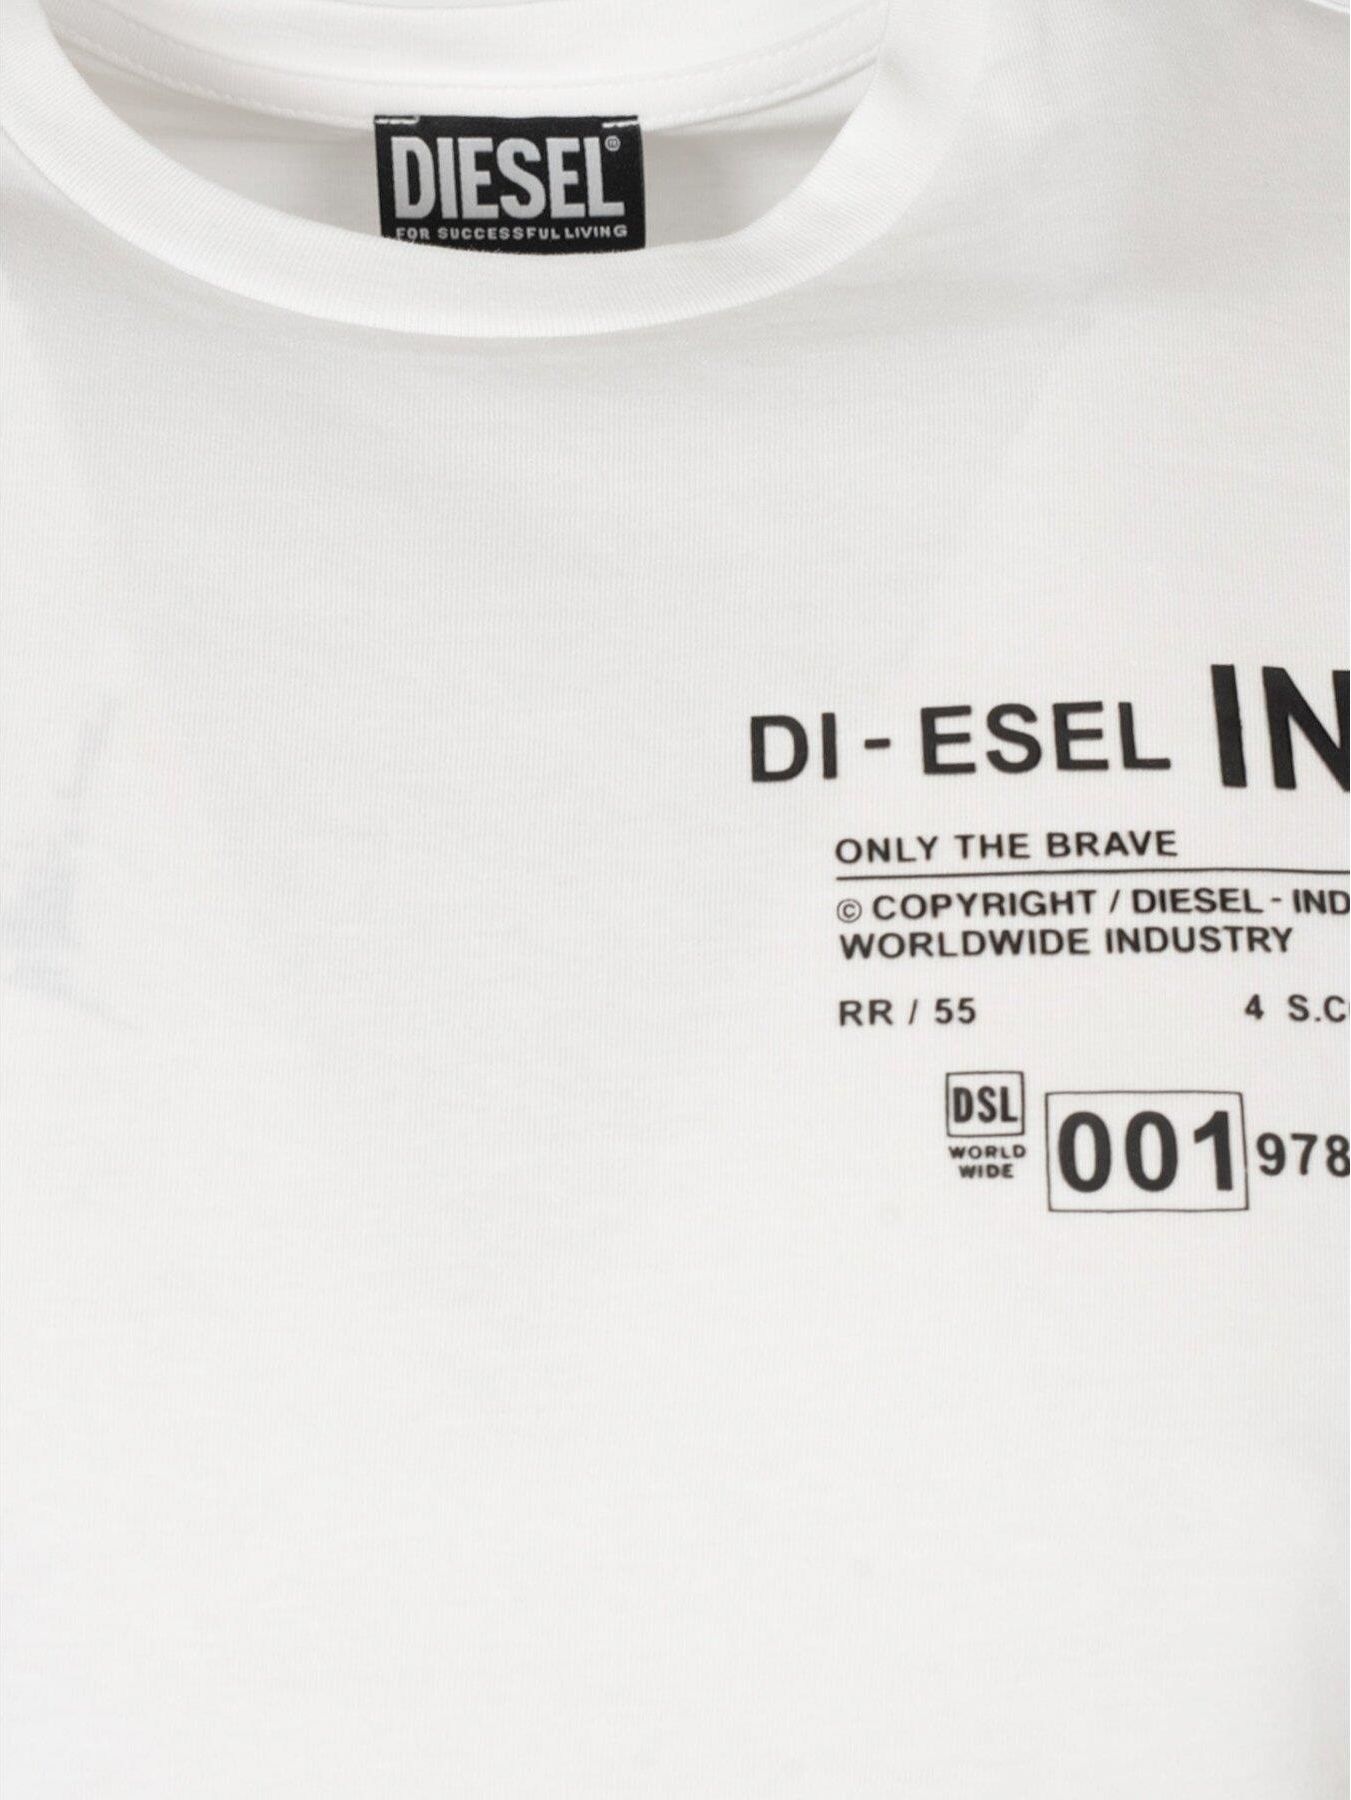 DIESEL®
FOR SUCCESSFUL LIVING
DI-ESEL IN
ONLY THE BRAVE
© COPYRIGHT / DIESEL - IND
WORLDWIDE INDUSTRY
RR / 55 4 S.C
DSL
WORLD
WIDE
001 978